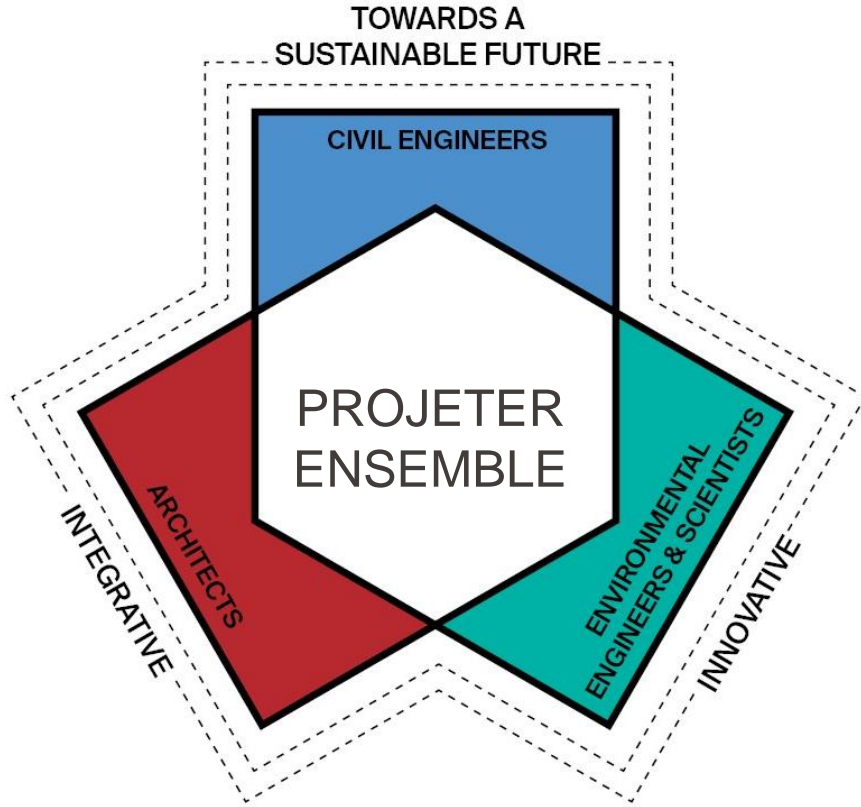 TOWARDS A
SUSTAINABLE FUTURE
CIVIL ENGINEERS
PROJETER
ENSEMBLE
ARCHITECTS
INTEGRATIVE
ENVIRONMENTAL
ENGINEERS & SCIENTISTS
INNOVATIVE